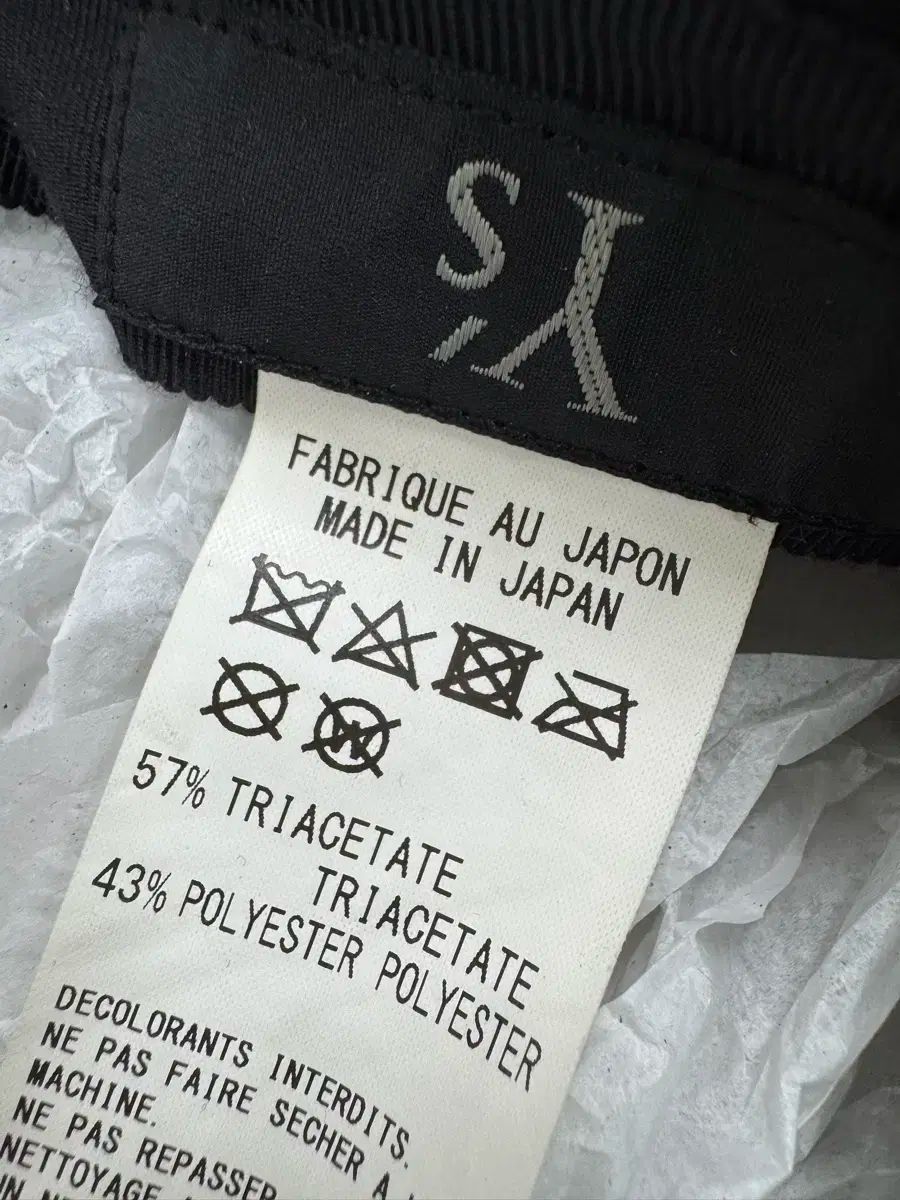 Y's
FABRIQUE AU JAPON
MADE IN JAPAN
W
57% TRIACETATE
TRIACETATE
43% POLYESTER POLYESTER
DECOLORANTS INTERDITS.
NE PAS FAIRE SECHER A
MACHINE.
NE PAS REPASSER
NETTOYAGE